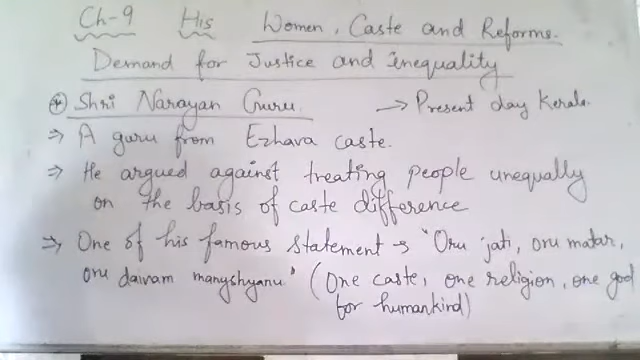 Ch-9 His Women, Caste and Reforms.
Demand for Justice and inequality
* Shri Narayan Guru. → Present day Kerala.
⇒ A guru from Ezhava caste.
⇒ He argued against treating people unequally
on the basis of caste difference
⇒ One of his famous Statement → "Oru jati, oru matar,
oru daivam manyshyanu" (One caste, one religion, one god
for humankind)